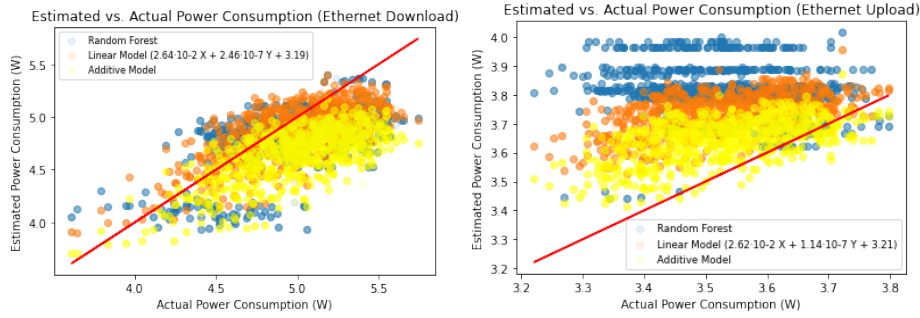 Estimated vs. Actual Power Consumption (Ethernet Download)
Estimated Power Consumption (W)
5.5
5.0
4.5
4.0
Random Forest
Linear Model (2.64·10-2 X + 2.46·10-7 Y + 3.19)
Additive Model
4.0 4.5 5.0 5.5
Actual Power Consumption (W)
Estimated vs. Actual Power Consumption (Ethernet Upload)
Estimated Power Consumption (W)
4.0
3.9
3.8
3.7
3.6
3.5
3.4
3.3
3.2
Random Forest
Linear Model (2.62·10-2 X + 1.14·10-7 Y + 3.21)
Additive Model
3.2 3.3 3.4 3.5 3.6 3.7 3.8
Actual Power Consumption (W)